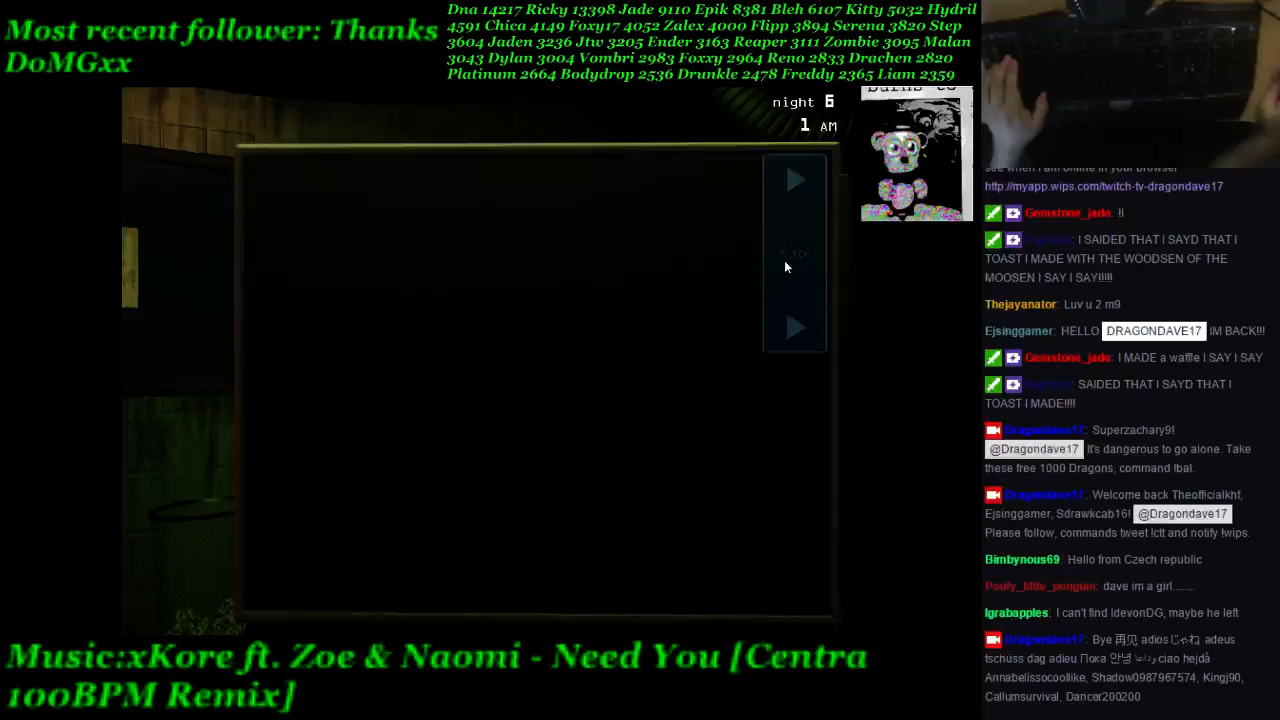 Most recent follower: Thanks
DoMGxx
Dna 14217 Ricky 13398 Jade 9110 Epik 8381 Bleh 6107 Kitty 5032 Hydril
4591 Chica 4149 Foxy17 4052 Zalex 4000 Flipp 3894 Serena 3820 Step
3604 Jaden 3236 Jtw 3205 Ender 3163 Reaper 3111 Zombie 3095 Malan
3043 Dylan 3004 Vombri 2983 Foxxy 2964 Reno 2833 Drachen 2820
Platinum 2664 Bodydrop 2536 Drunkle 2478 Freddy 2365 Liam 2359
night 6
1 AM
see when I am online in your browser
http://myapp.wips.com/twitch-tv-dragondave17
Gemstone_jade: !!
: I SAIDED THAT I SAYD THAT I
TOAST I MADE WITH THE WOODSEN OF THE
MOOSEN I SAY I SAY!!!!!
Thejayanator: Luv u 2 m9
Ejsinggamer: HELLO DRAGONDAVE17 IM BACK!!!
Gemstone_jade: I MADE a waffle I SAY I SAY
: SAIDED THAT I SAYD THAT I
TOAST I MADE!!!!
Dragondave17: Superzachary9!
@Dragondave17 It's dangerous to go alone. Take
these free 1000 Dragons, command !bal.
Dragondave17: Welcome back Theofficialkhf,
Ejsinggamer, Sdrawkcab16! @Dragondave17
Please follow, commands tweet !ctt and notify !wips.
Bimbynous69: Hello from Czech republic
Poofy_little_penguin: dave im a girl.......
Igrabapples: I can't find IdevonDG, maybe he left
Dragondave17: Bye 再见 adios じゃね adeus
tschüss dag adieu Пока 안녕 وداعا ciao hejdå
Annabelissocoollike, Shadow0987967574, Kingj90,
Callumsurvival, Dancer200200
Music:xKore ft. Zoe & Naomi - Need You [Centra
100BPM Remix]